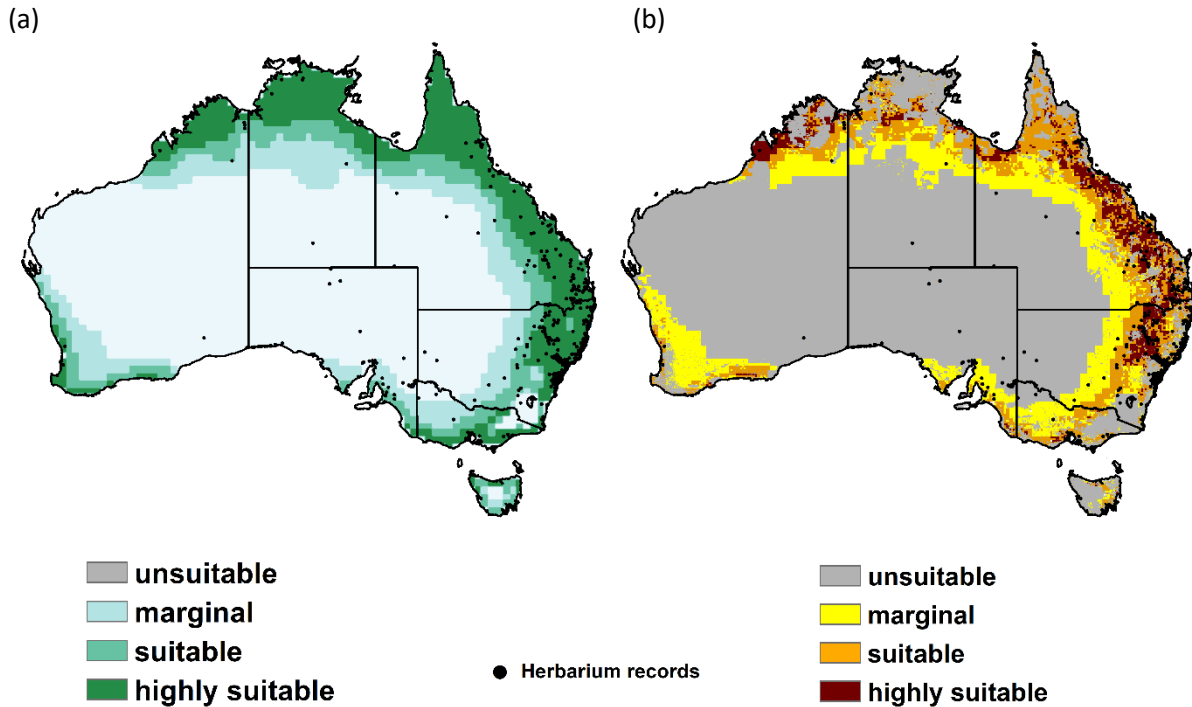 (a)
(b)
unsuitable
marginal
suitable
highly suitable
Herbarium records
unsuitable
marginal
suitable
highly suitable